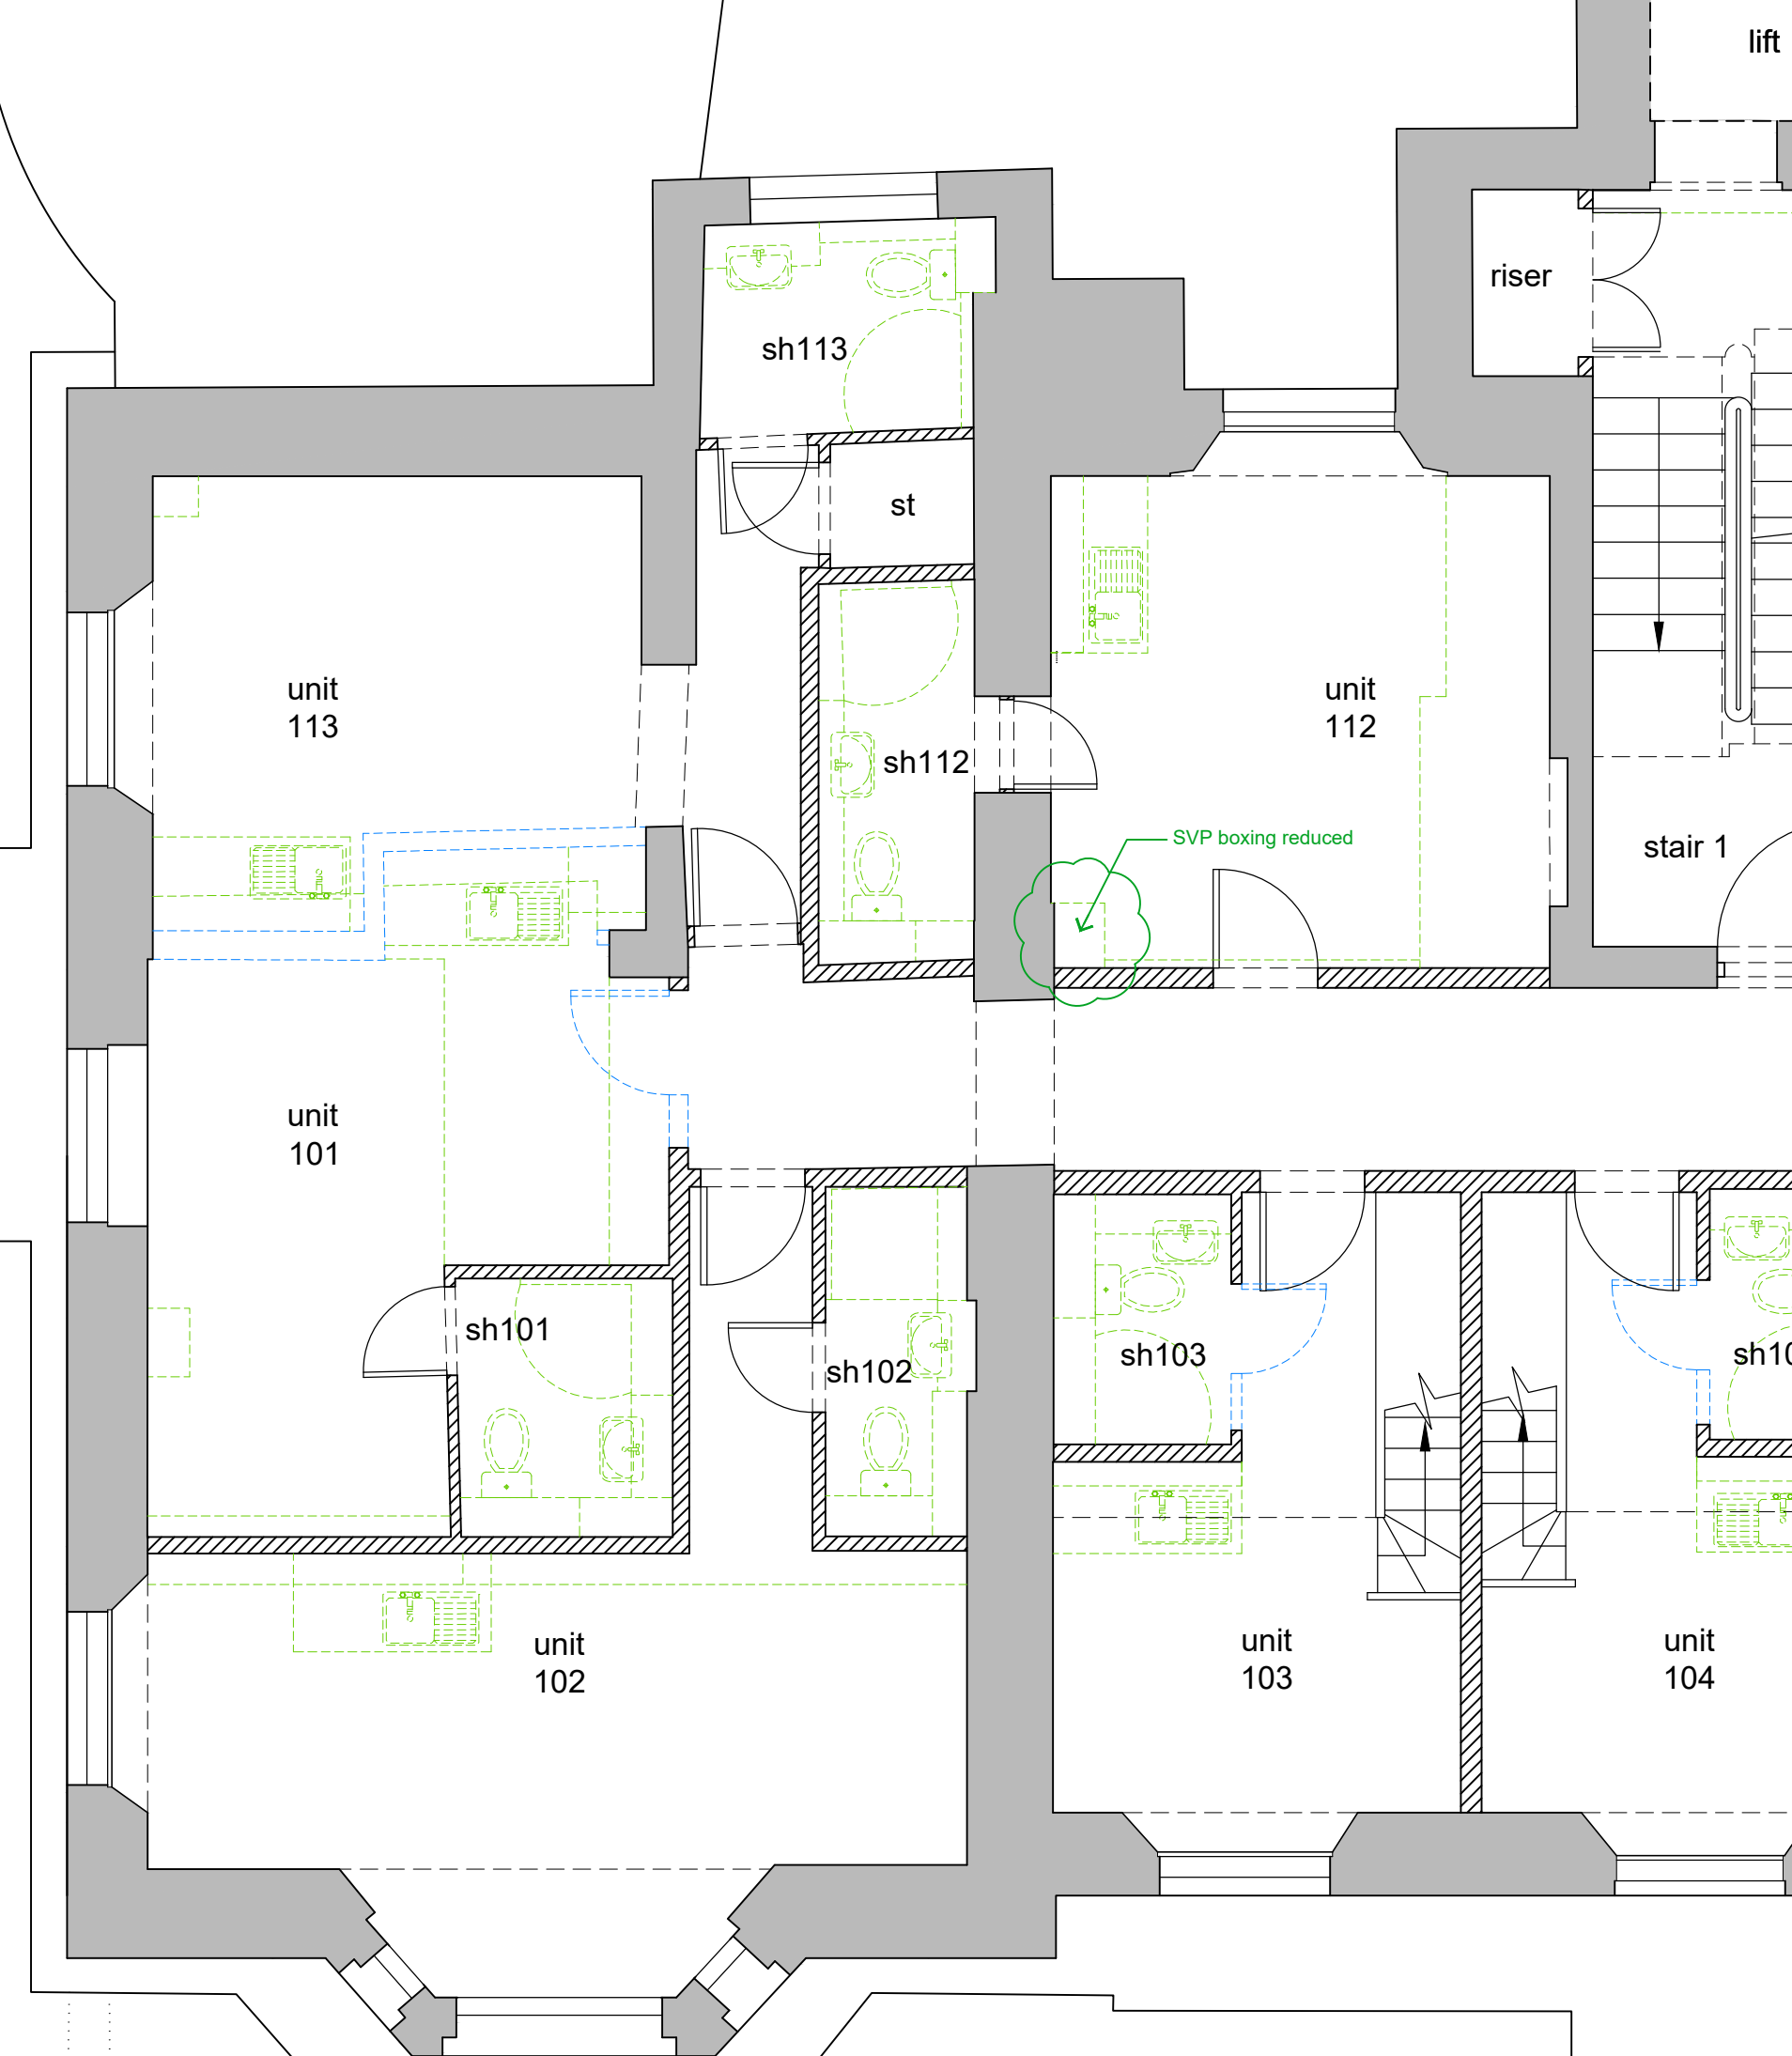 lift
riser
sh113
st
unit
113
sh112
unit
112
SVP boxing reduced
stair 1
unit
101
sh101
sh102
sh103
sh10
unit
102
unit
103
unit
104